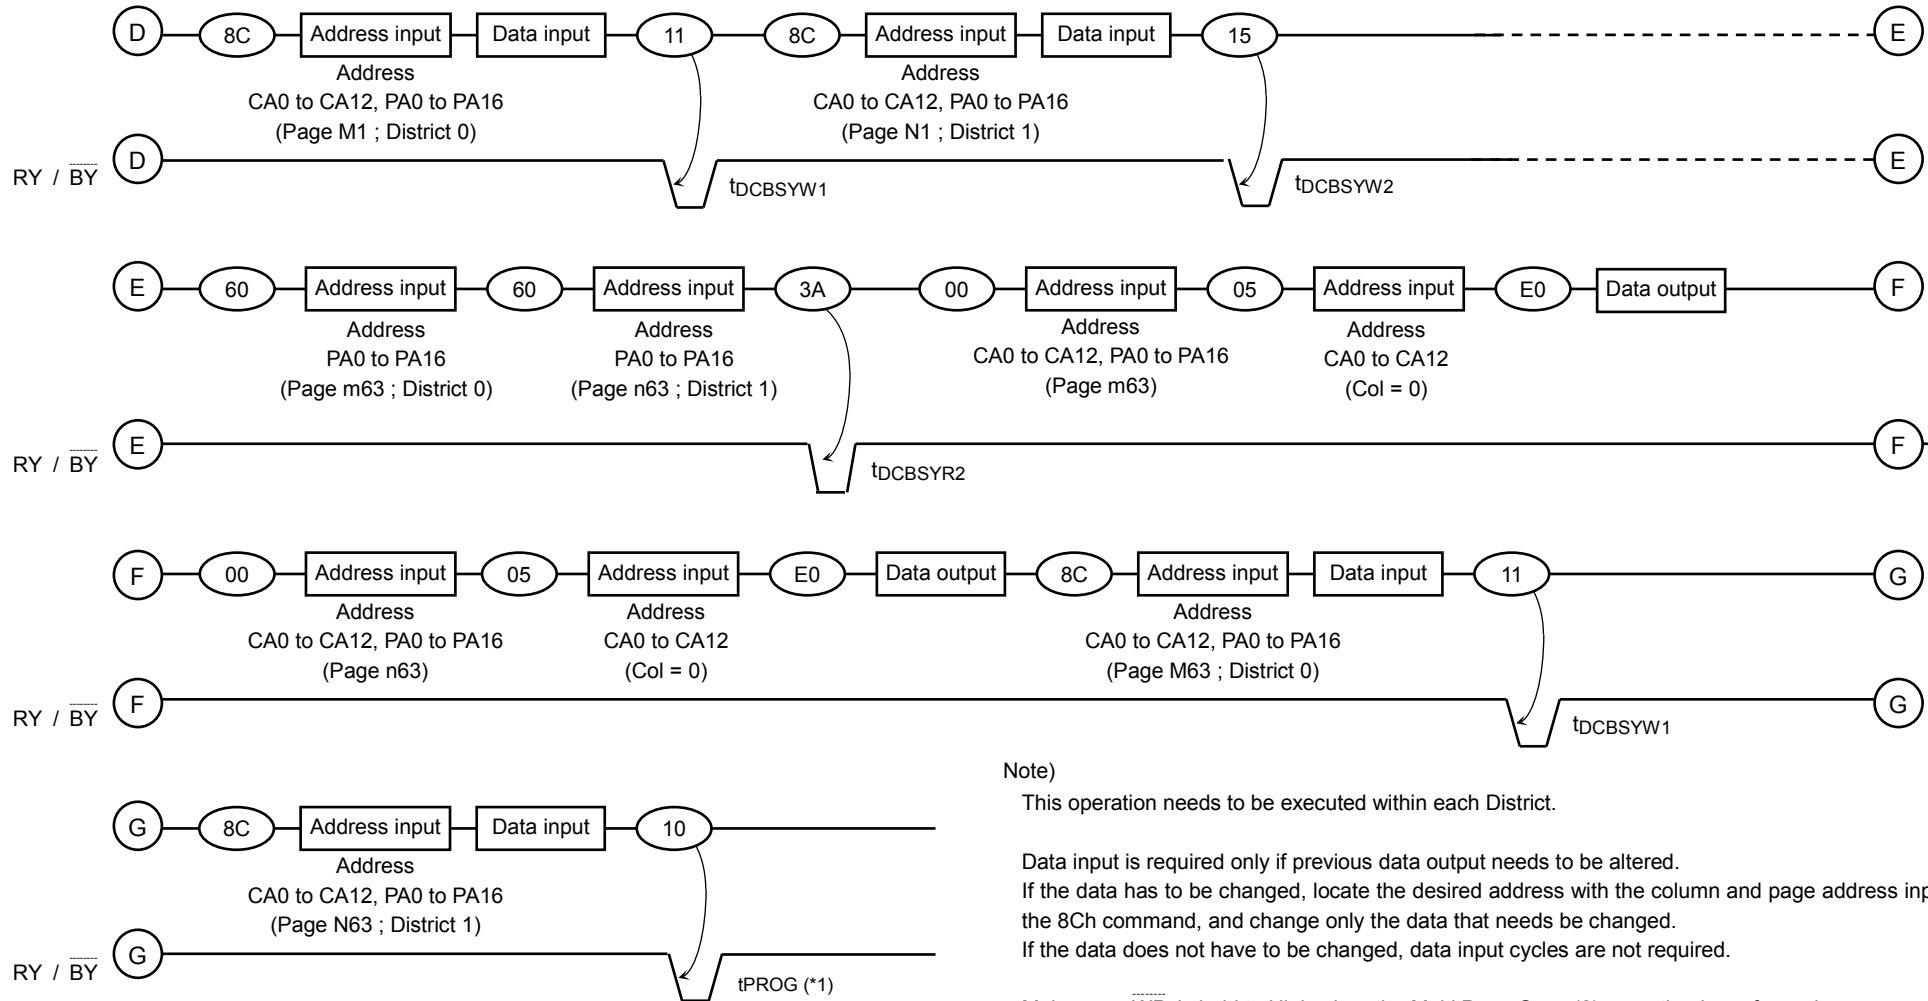 D 8C Address input Data input 11 8C Address input Data input 15 E
Address Address
CA0 to CA12, PA0 to PA16 CA0 to CA12, PA0 to PA16
(Page M1 ; District 0) (Page N1 ; District 1)
RY / BY D E
tDCBSYW1 tDCBSYW2
E 60 Address input 60 Address input 3A 00 Address input 05 Address input E0 Data output F
Address Address Address Address
PA0 to PA16 PA0 to PA16 CA0 to CA12, PA0 to PA16 CA0 to CA12
(Page m63 ; District 0) (Page n63 ; District 1) (Page m63) (Col = 0)
RY / BY E F
tDCBSYR2
F 00 Address input 05 Address input E0 Data output 8C Address input Data input 11 G
Address Address Address
CA0 to CA12, PA0 to PA16 CA0 to CA12 CA0 to CA12, PA0 to PA16
(Page n63) (Col = 0) (Page M63 ; District 0)
RY / BY F G
tDCBSYW1
G 8C Address input Data input 10
Address
CA0 to CA12, PA0 to PA16
(Page N63 ; District 1)
RY / BY G
tPROG (*1)
Note)
This operation needs to be executed within each District.
Data input is required only if previous data output needs to be altered.
If the data has to be changed, locate the desired address with the column and page address
the 8Ch command, and change only the data that needs be changed.
If the data does not have to be changed, data input cycles are not required.